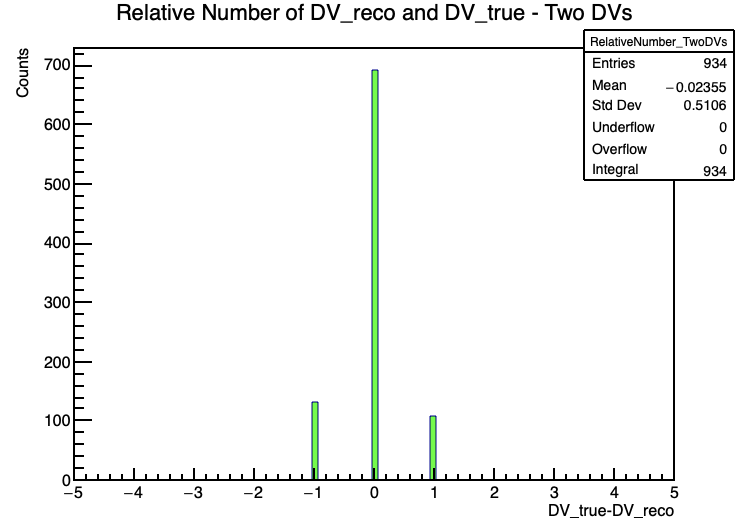 Relative Number of DV_reco and DV_true - Two DVs
RelativeNumber_TwoDVs
Entries 934
Mean −0.02355
Std Dev 0.5106
Underflow 0
Overflow 0
Integral 934
Counts
700
600
500
400
300
200
100
0
−5 −4 −3 −2 −1 0 1 2 3 4 5
DV_true-DV_reco